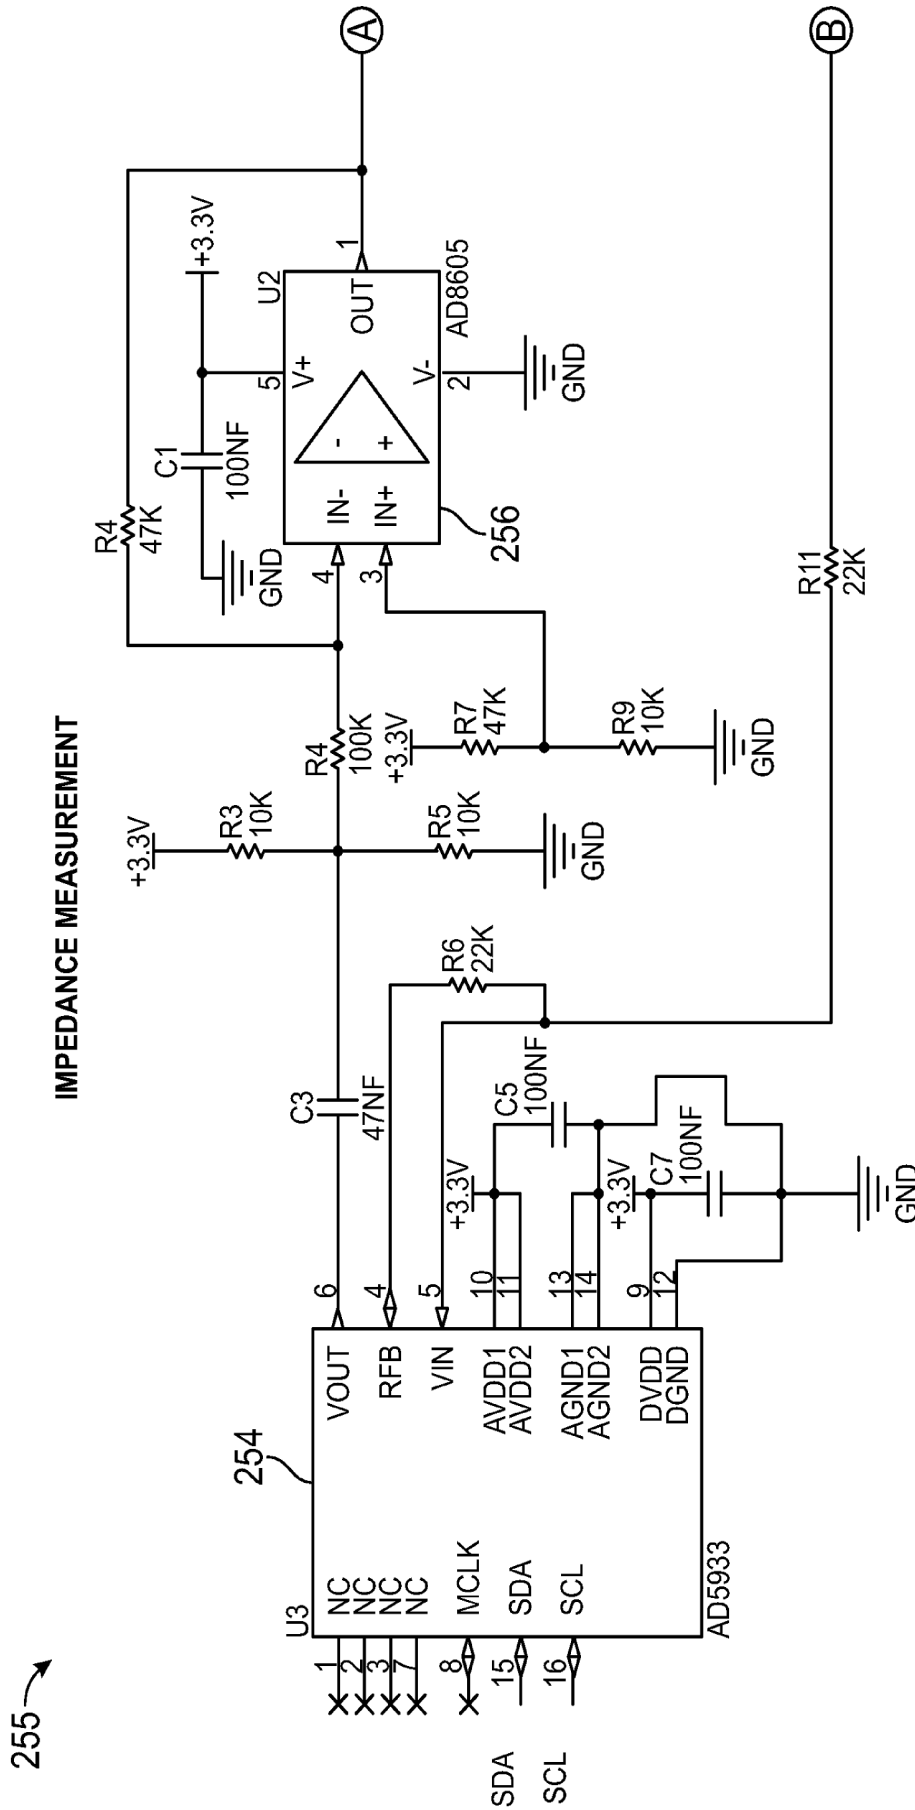 255
IMPEDANCE MEASUREMENT
U3
254
AD5933
1
NC
2
NC
3
NC
7
NC
8
MCLK
SDA
15
SDA
SCL
16
SCL
VOUT
6
RFB
4
VIN
5
AVDD1
10
AVDD2
11
AGND1
13
AGND2
14
DVDD
9
DGND
12
C3
47NF
+3.3V
C5
100NF
+3.3V
C7
100NF
GND
R6
22K
+3.3V
R3
10K
R5
10K
GND
R4
100K
+3.3V
R7
47K
R9
10K
GND
R4
47K
GND
C1
100NF
+3.3V
U2
256
AD8605
4
IN-
3
IN+
-
+
5
V+
V-
2
GND
OUT
1
R11
22K
A
B